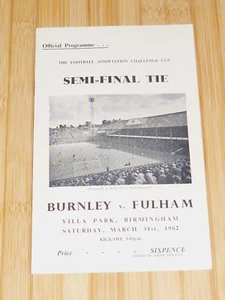 Official Programme . . .
THE FOOTBALL ASSOCIATION CHALLENGE CUP
SEMI-FINAL TIE
BURNLEY v. FULHAM
VILLA PARK, BIRMINGHAM
SATURDAY, MARCH 31st, 1962
Price - - - - SIXPENCE